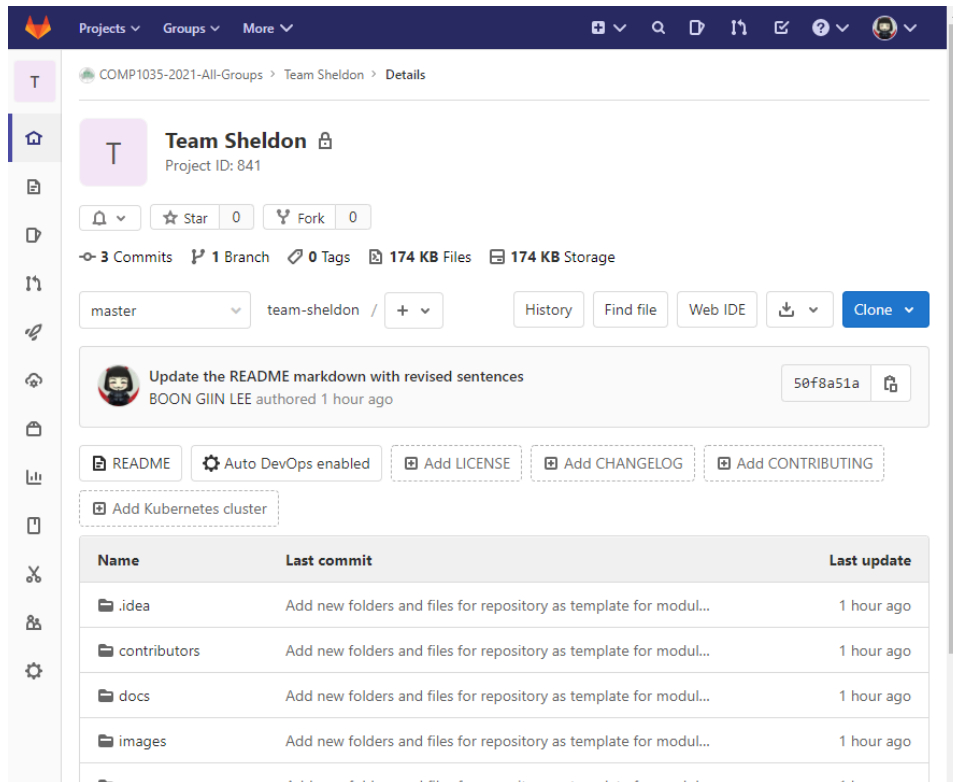 Projects Groups More
T COMP1035-2021-All-Groups > Team Sheldon > Details
T
Team Sheldon
Project ID: 841
Star 0 Fork 0
3 Commits 1 Branch 0 Tags 174 KB Files 174 KB Storage
master team-sheldon / + History Find file Web IDE Clone
Update the README markdown with revised sentences
BOON GIIN LEE authored 1 hour ago
50f8a51a
README Auto DevOps enabled Add LICENSE Add CHANGELOG Add CONTRIBUTING
Add Kubernetes cluster
Name Last commit Last update
.idea Add new folders and files for repository as template for modul... 1 hour ago
contributors Add new folders and files for repository as template for modul... 1 hour ago
docs Add new folders and files for repository as template for modul... 1 hour ago
images Add new folders and files for repository as template for modul... 1 hour ago